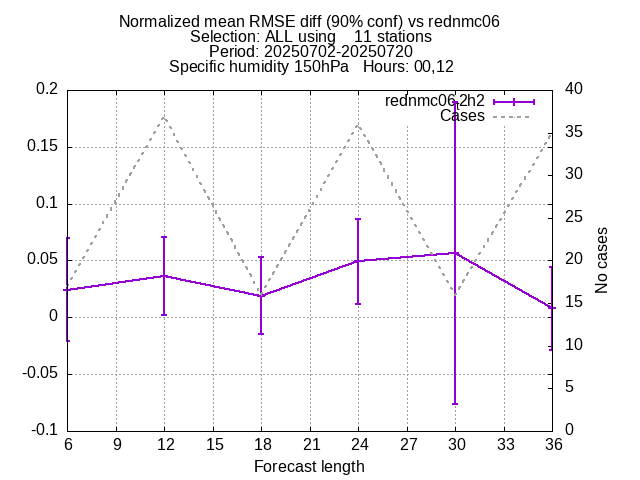 Normalized mean RMSE diff (90% conf) vs rednmc06
Selection: ALL using    11 stations
Period: 20250702-20250720
Specific humidity 150hPa   Hours: 00,12
rednmc06.2h2
Cases
0.2
0.15
0.1
0.05
0
-0.05
-0.1
40
35
30
25
20
15
10
5
0
No cases
6 9 12 15 18 21 24 27 30 33 36
Forecast length